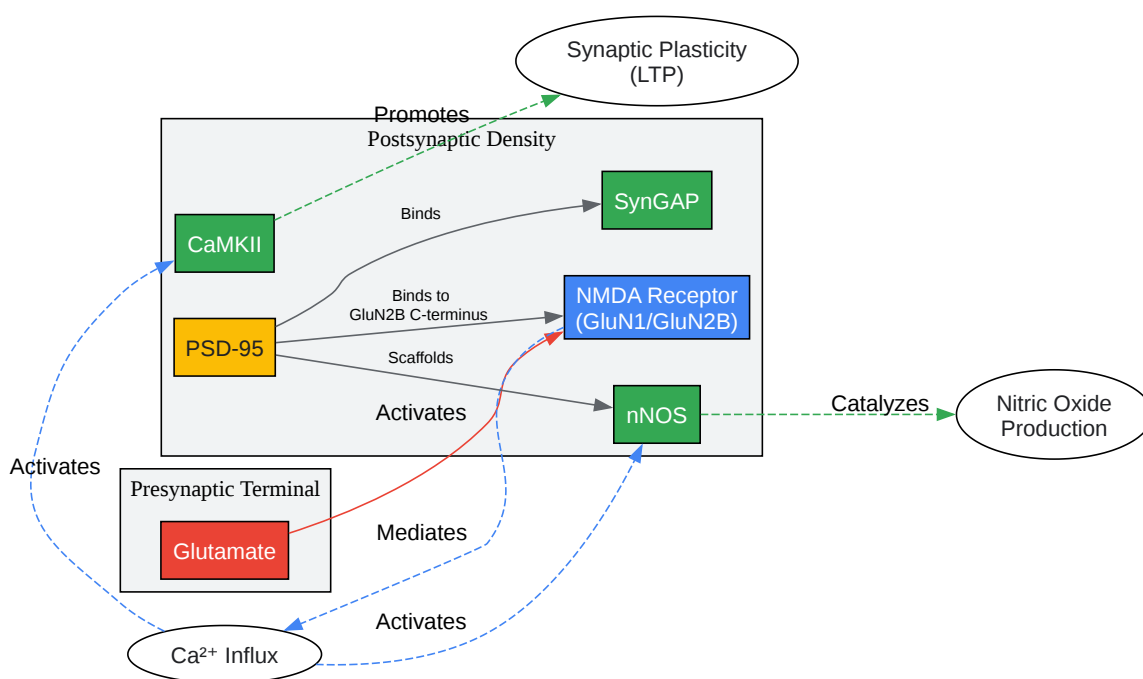 Synaptic Plasticity
(LTP)
Promotes
Postsynaptic Density
SynGAP
Binds
CaMKII
Binds to
GluN2B C-terminus
NMDA Receptor
(GluN1/GluN2B)
PSD-95
Scaffolds
Activates
nNOS
Catalyzes
Nitric Oxide
Production
Activates
Presynaptic Terminal
Glutamate
Mediates
Activates
Ca²⁺ Influx